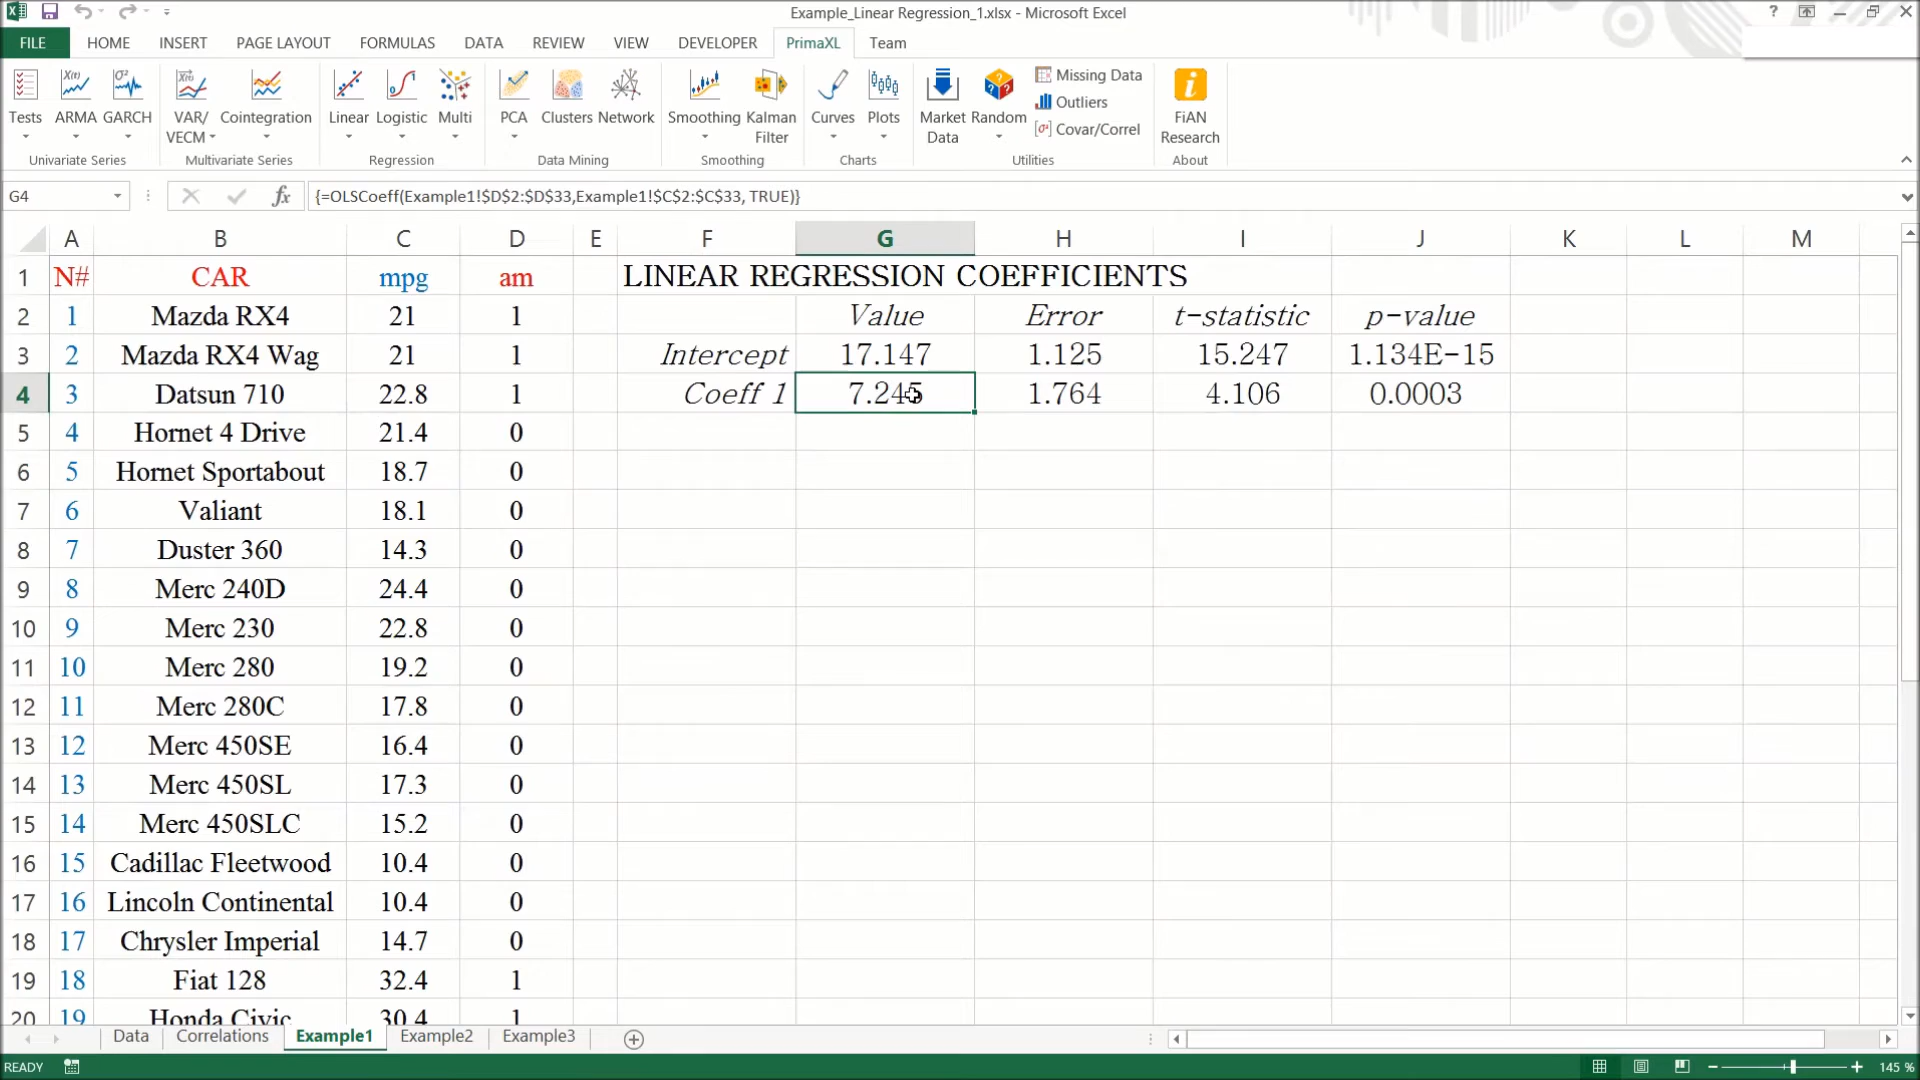 Example_Linear Regression_1.xlsx - Microsoft Excel ?
FILE HOME INSERT PAGE LAYOUT FORMULAS DATA REVIEW VIEW DEVELOPER PrimaXL Team
Tests ARMA GARCH VAR/ VECM Cointegration Linear Logistic Multi PCA Clusters Network Smoothing Kalman Filter Curves Plots Market Data Random Missing Data Outliers Covar/Correl FiAN Research
Univariate Series Multivariate Series Regression Data Mining Smoothing Charts Utilities About
G4 fx {=OLSCoeff(Example1!$D$2:$D$33,Example1!$C$2:$C$33, TRUE)}
A B C D E F G H I J K L M
1 N# CAR mpg am LINEAR REGRESSION COEFFICIENTS
2 1 Mazda RX4 21 1 Value Error t-statistic p-value
3 2 Mazda RX4 Wag 21 1 Intercept 17.147 1.125 15.247 1.134E-15
4 3 Datsun 710 22.8 1 Coeff 1 7.245 1.764 4.106 0.0003
5 4 Hornet 4 Drive 21.4 0
6 5 Hornet Sportabout 18.7 0
7 6 Valiant 18.1 0
8 7 Duster 360 14.3 0
9 8 Merc 240D 24.4 0
10 9 Merc 230 22.8 0
11 10 Merc 280 19.2 0
12 11 Merc 280C 17.8 0
13 12 Merc 450SE 16.4 0
14 13 Merc 450SL 17.3 0
15 14 Merc 450SLC 15.2 0
16 15 Cadillac Fleetwood 10.4 0
17 16 Lincoln Continental 10.4 0
18 17 Chrysler Imperial 14.7 0
19 18 Fiat 128 32.4 1
20 19 Honda Civic 30.4 1
Data Correlations Example1 Example2 Example3
READY 145 %